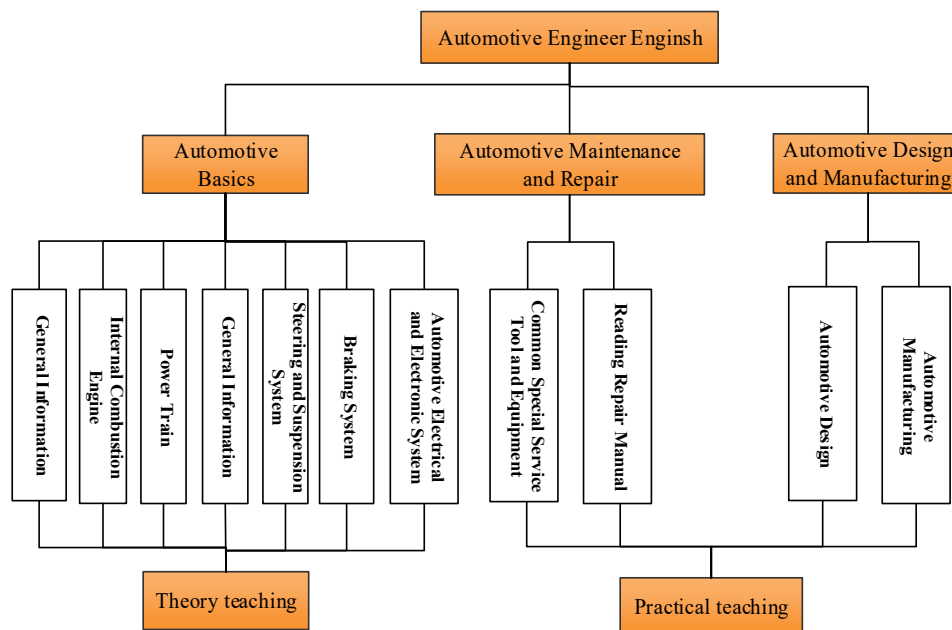 Automotive Engineer Enginsh
Automotive
Basics
Automotive Maintenance
and Repair
Automotive Design
and Manufacturing
General Information
Internal Combustion
Engine
Power Train
General Information
Steering and Suspension
System
Braking System
Automotive Electrical
and Electronic System
Common Special Service
Tool and Equipment
Reading Repair Manual
Automotive Design
Automotive
Manufacturing
Theory teaching
Practical teaching